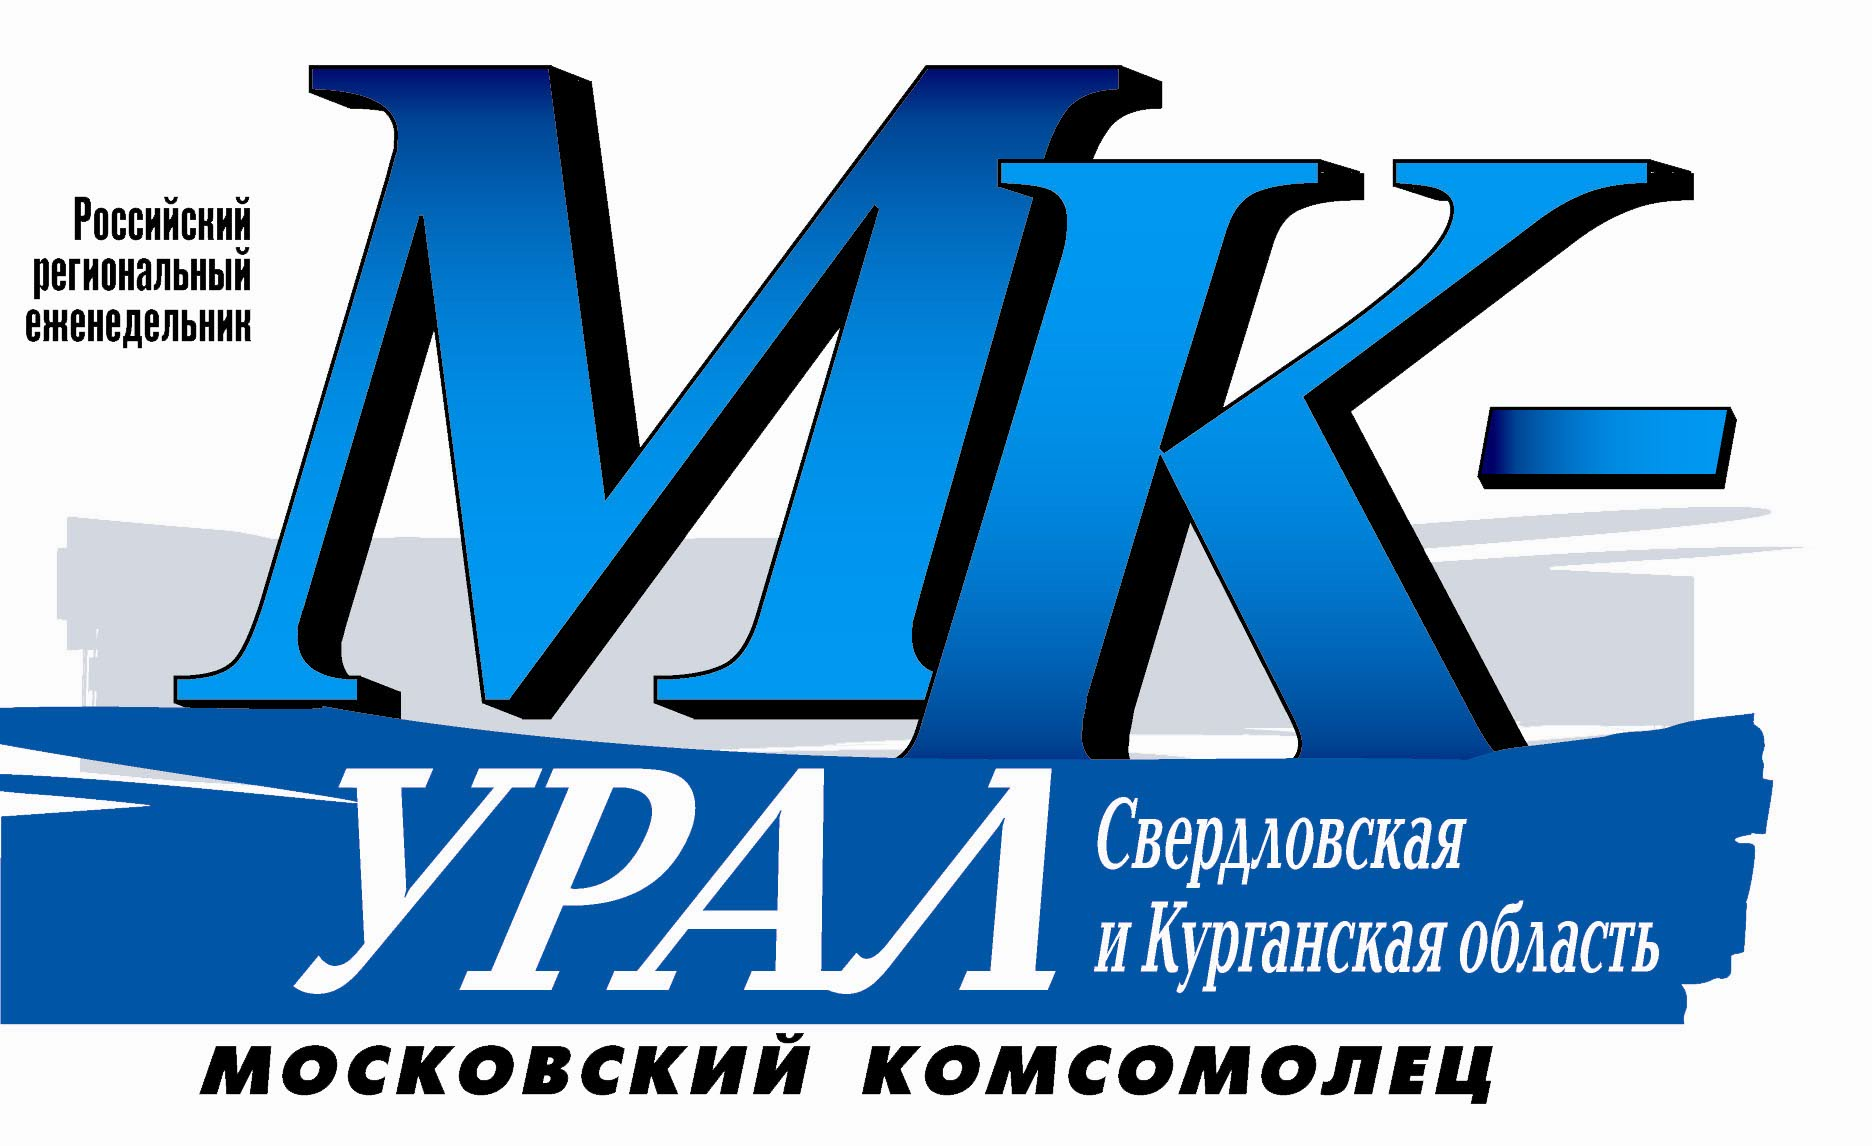 Российский
региональный
еженедельник
МК-
УРАЛ
Свердловская
и Курганская область
МОСКОВСКИЙ КОМСОМОЛЕЦ